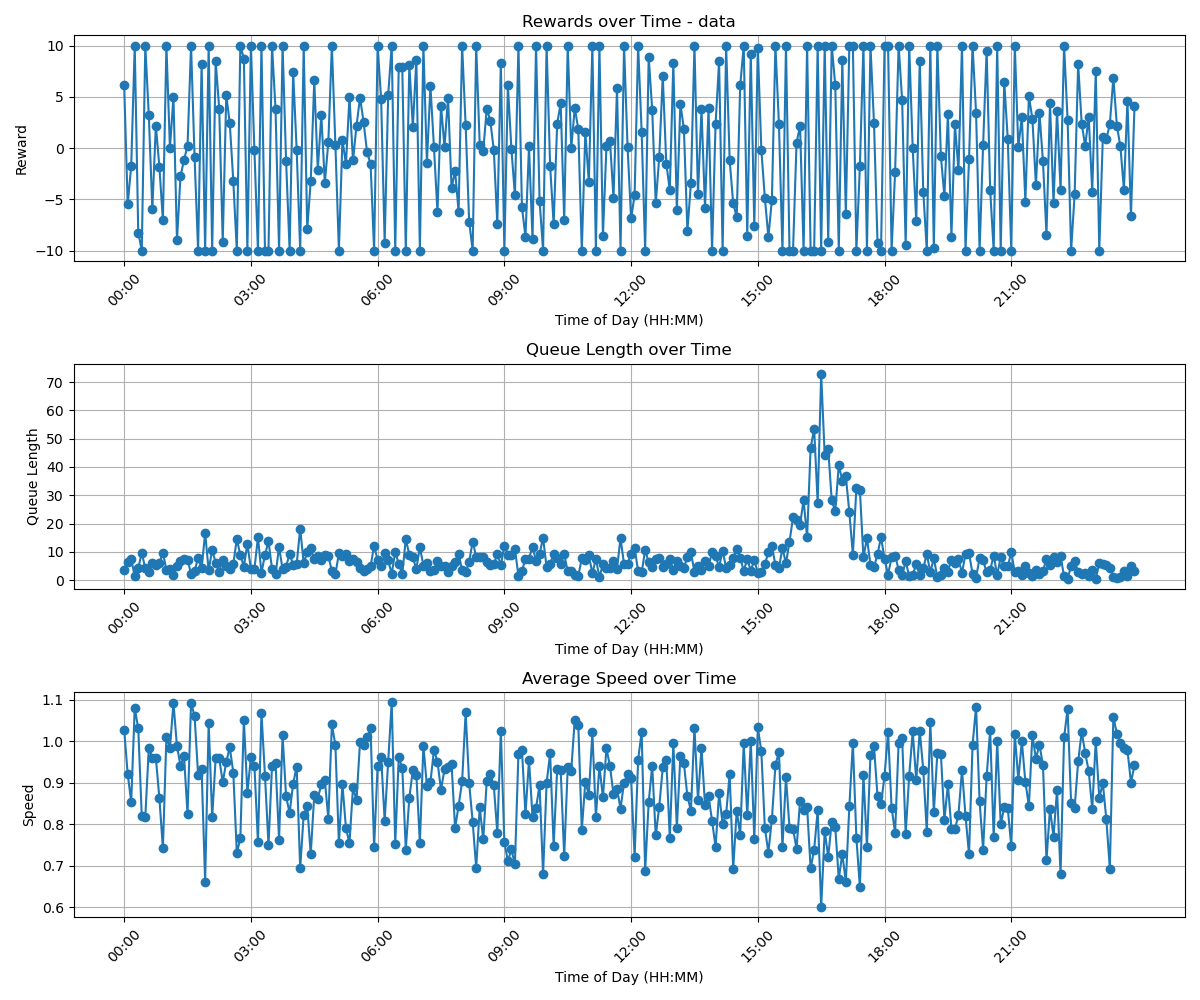 Rewards over Time - data
10
5
0
−5
−10
Reward
00:00 03:00 06:00 09:00 12:00 15:00 18:00 21:00
Time of Day (HH:MM)
Queue Length over Time
70
60
50
40
30
20
10
0
Queue Length
00:00 03:00 06:00 09:00 12:00 15:00 18:00 21:00
Time of Day (HH:MM)
Average Speed over Time
1.1
1.0
0.9
0.8
0.7
0.6
Speed
00:00 03:00 06:00 09:00 12:00 15:00 18:00 21:00
Time of Day (HH:MM)